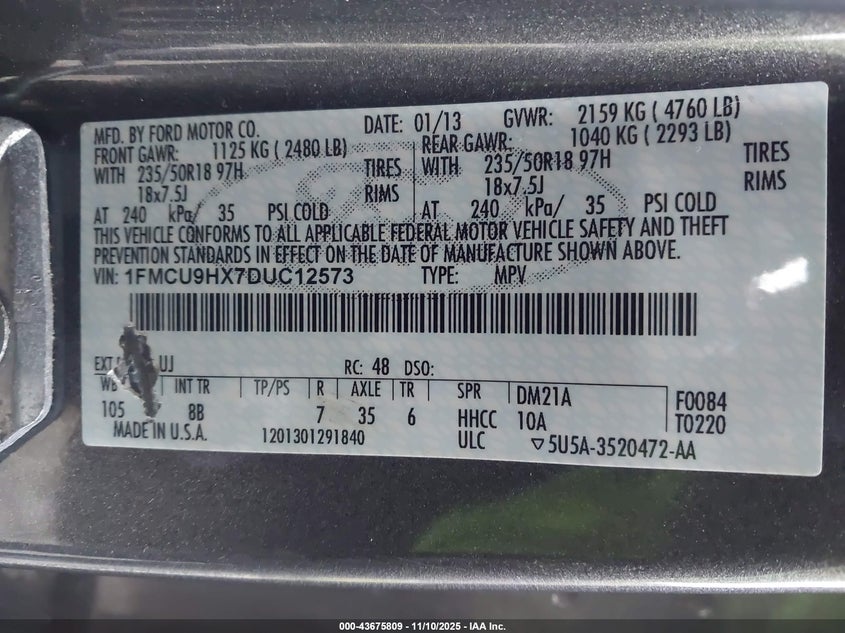 MFD. BY FORD MOTOR CO. DATE: 01/13 GVWR: 2159 KG ( 4760 LB)
FRONT GAWR: 1125 KG ( 2480 LB) REAR GAWR: 1040 KG ( 2293 LB)
WITH 235/50R18 97H TIRES WITH 235/50R18 97H TIRES
18x7.5J RIMS 18x7.5J RIMS
AT 240 kPa/ 35 PSI COLD AT 240 kPa/ 35 PSI COLD
THIS VEHICLE CONFORMS TO ALL APPLICABLE FEDERAL MOTOR VEHICLE SAFETY AND THEFT
PREVENTION STANDARDS IN EFFECT ON THE DATE OF MANUFACTURE SHOWN ABOVE.
VIN: 1FMCU9HX7DUC12573 TYPE: MPV
EXT UJ RC: 48 DSO:
WB INT TR TP/PS R AXLE TR SPR DM21A F0084
105 8B 7 35 6 HHCC 10A T0220
MADE IN U.S.A. 1201301291840 ULC ▽5U5A-3520472-AA
000-43675809 - 11/10/2025 - IAA Inc.